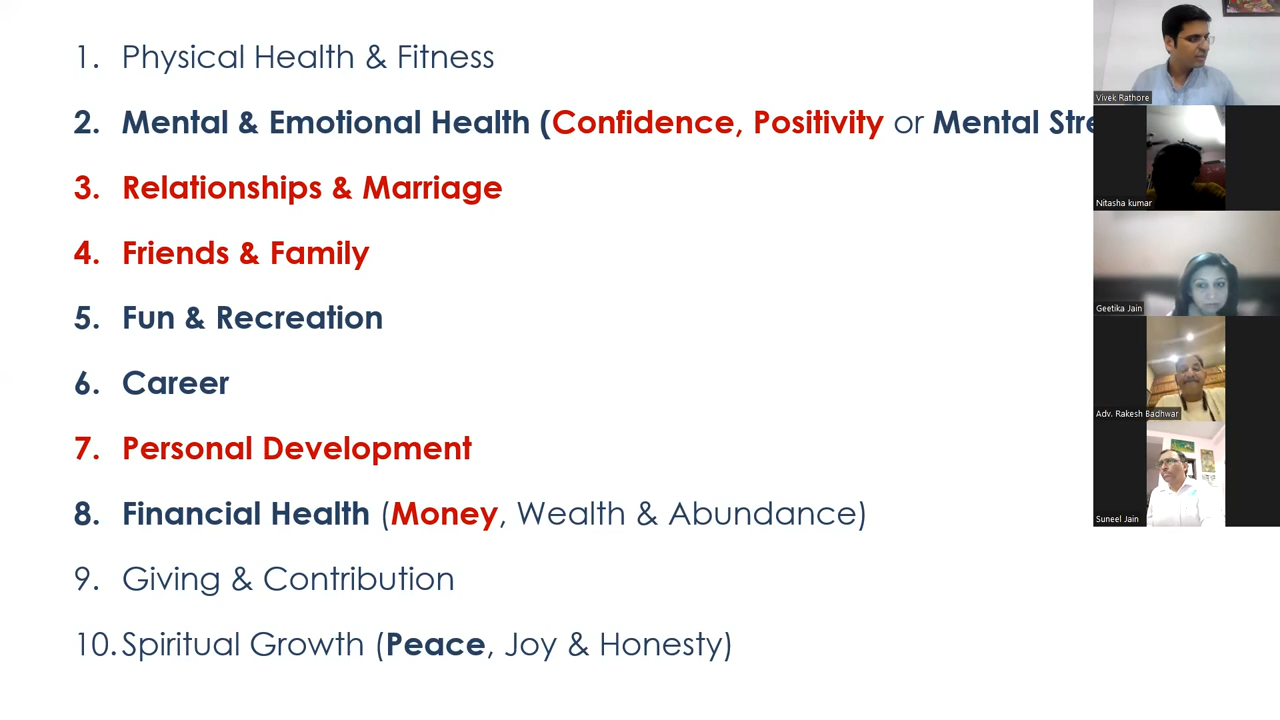 1. Physical Health & Fitness
2. Mental & Emotional Health (Confidence, Positivity or Mental
3. Relationships & Marriage
4. Friends & Family
5. Fun & Recreation
6. Career
7. Personal Development
8. Financial Health (Money, Wealth & Abundance)
9. Giving & Contribution
10. Spiritual Growth (Peace, Joy & Honesty)
Vivek Rathore
Nitasha kumar
Geetika Jain
Adv. Rakesh Badhwar
Suneel Jain